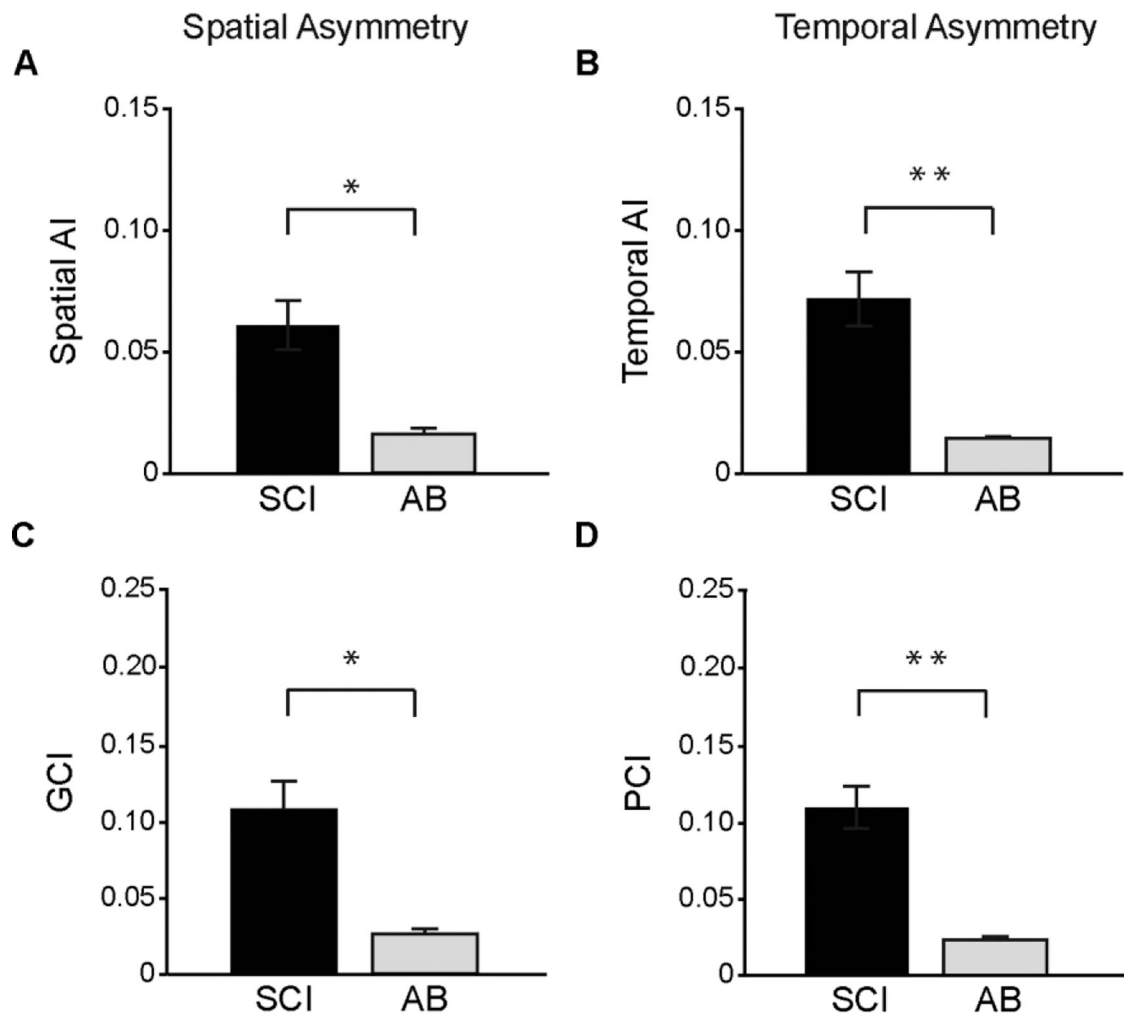 Spatial Asymmetry
Temporal Asymmetry
A
0.15
*
0.10
Spatial AI
0.05
0
SCI AB
B
0.15
**
0.10
Temporal AI
0.05
0
SCI AB
C
0.25
0.20
*
0.15
GCI
0.10
0.05
0
SCI AB
D
0.25
0.20
**
0.15
PCI
0.10
0.05
0
SCI AB